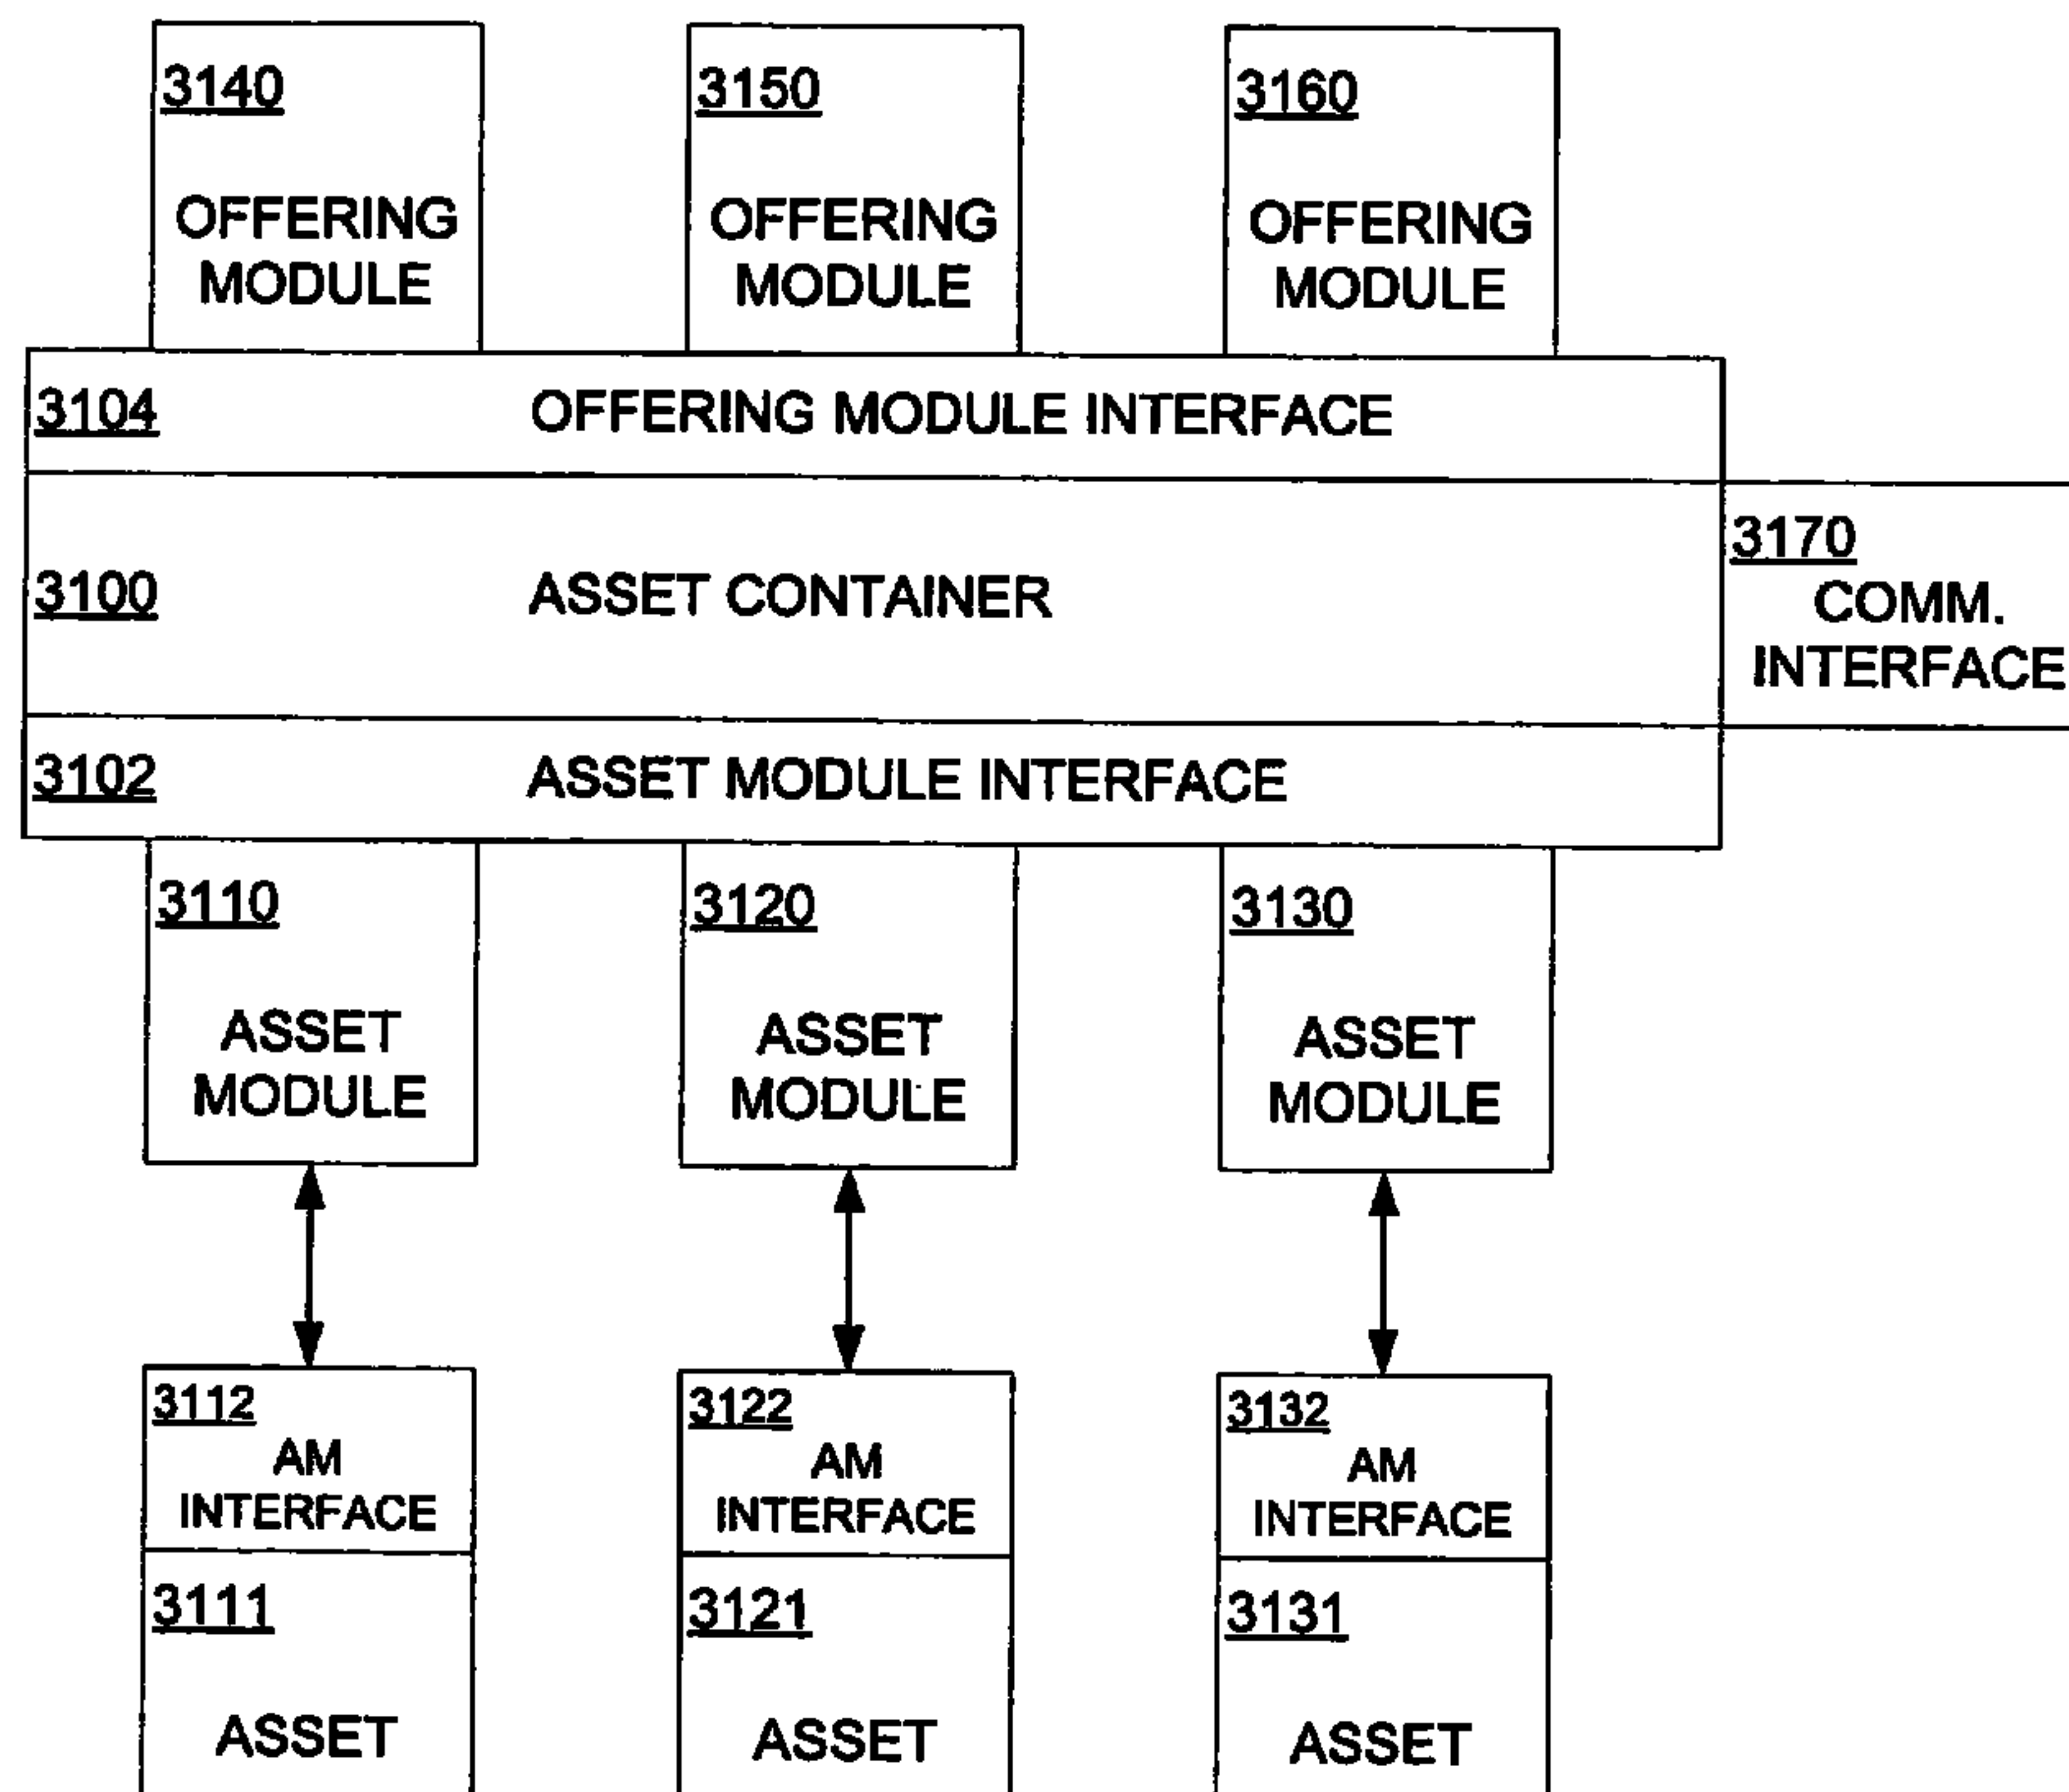 3140
OFFERING
MODULE
3150
OFFERING
MODULE
3160
OFFERING
MODULE
3104
OFFERING MODULE INTERFACE
3100
ASSET CONTAINER
3170
COMM.
INTERFACE
3102
ASSET MODULE INTERFACE
3110
ASSET
MODULE
3120
ASSET
MODULE
3130
ASSET
MODULE
3112
AM
INTERFACE
3122
AM
INTERFACE
3132
AM
INTERFACE
3111
ASSET
3121
ASSET
3131
ASSET